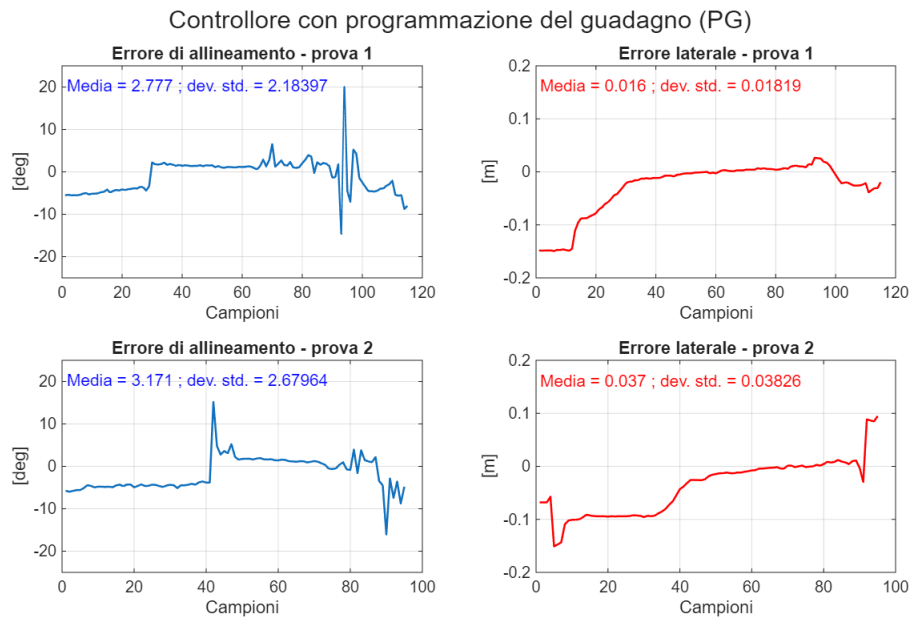 Controllore con programmazione del guadagno (PG)
Errore di allineamento - prova 1
Media = 2.777 ; dev. std. = 2.18397
[deg]
20
10
0
-10
-20
0 20 40 60 80 100 120
Campioni
Errore laterale - prova 1
Media = 0.016 ; dev. std. = 0.01819
[m]
0.2
0.1
0
-0.1
-0.2
0 20 40 60 80 100 120
Campioni
Errore di allineamento - prova 2
Media = 3.171 ; dev. std. = 2.67964
[deg]
20
10
0
-10
-20
0 20 40 60 80 100
Campioni
Errore laterale - prova 2
Media = 0.037 ; dev. std. = 0.03826
[m]
0.2
0.1
0
-0.1
-0.2
0 20 40 60 80 100
Campioni